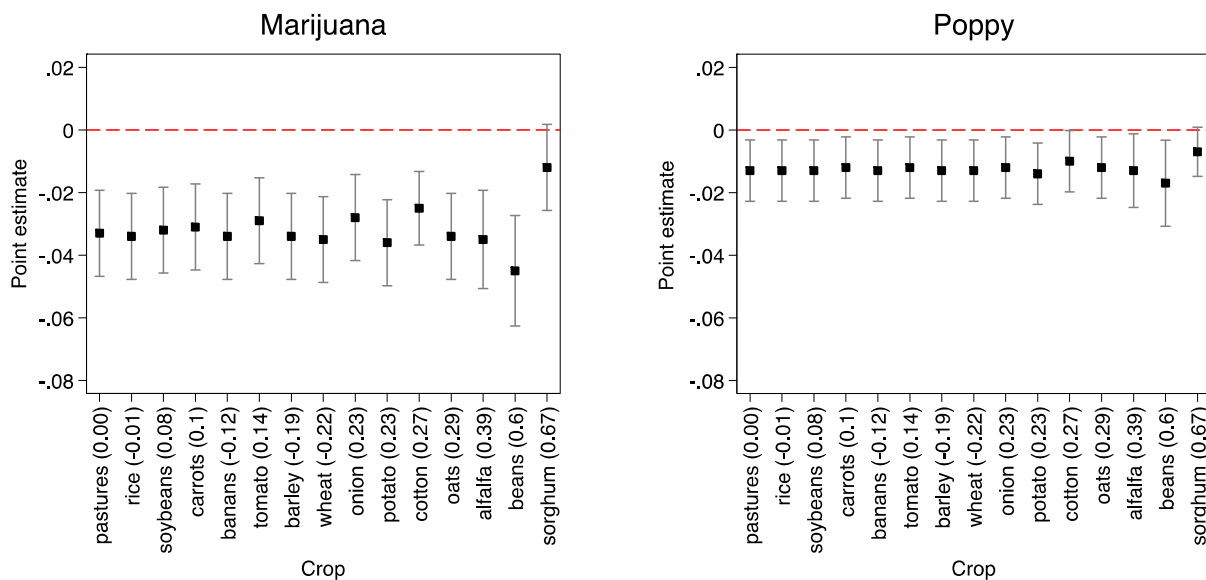 Marijuana
.02
0
-.02
-.04
-.06
-.08
Point estimate
pastures (0.00)
rice (-0.01)
soybeans (0.08)
carrots (0.1)
banans (-0.12)
tomato (0.14)
barley (-0.19)
wheat (-0.22)
onion (0.23)
potato (0.23)
cotton (0.27)
oats (0.29)
alfalfa (0.39)
beans (0.6)
sorghum (0.67)
Crop
Poppy
.02
0
-.02
-.04
-.06
-.08
Point estimate
pastures (0.00)
rice (-0.01)
soybeans (0.08)
carrots (0.1)
banans (-0.12)
tomato (0.14)
barley (-0.19)
wheat (-0.22)
onion (0.23)
potato (0.23)
cotton (0.27)
oats (0.29)
alfalfa (0.39)
beans (0.6)
sorghum (0.67)
Crop